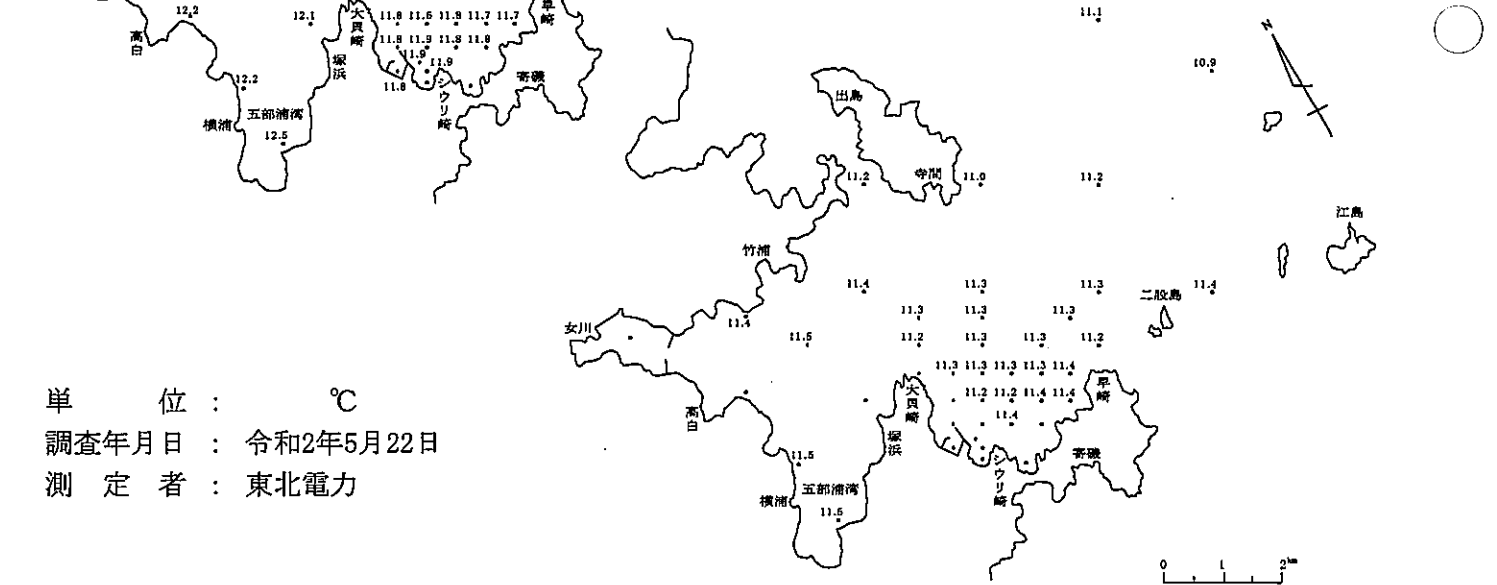 12.2
12.1
大貝崎
11.8 11.5 11.9 11.7 11.7
早崎
11.1
高白
11.8 11.9 11.8 11.8
N
塚浜
11.9
11.9
10.9
12.2
11.8
寄磯
出島
横浦
五部浦湾
シウリ崎
12.5
11.2
寺間
11.0
11.2
江島
竹浦
11.4
11.3
11.3
二股島
11.4
11.3 11.3 11.3
女川
11.4
11.5
11.2 11.3 11.3 11.2
11.3 11.3 11.3 11.3 11.4
大貝崎
早崎
11.2 11.2 11.4 11.4
高白
11.4
塚浜
寄磯
11.5
シウリ崎
横浦
五部浦湾
11.5
単位 : ℃
調査年月日 : 令和2年5月22日
測定者 : 東北電力
0 1 2km